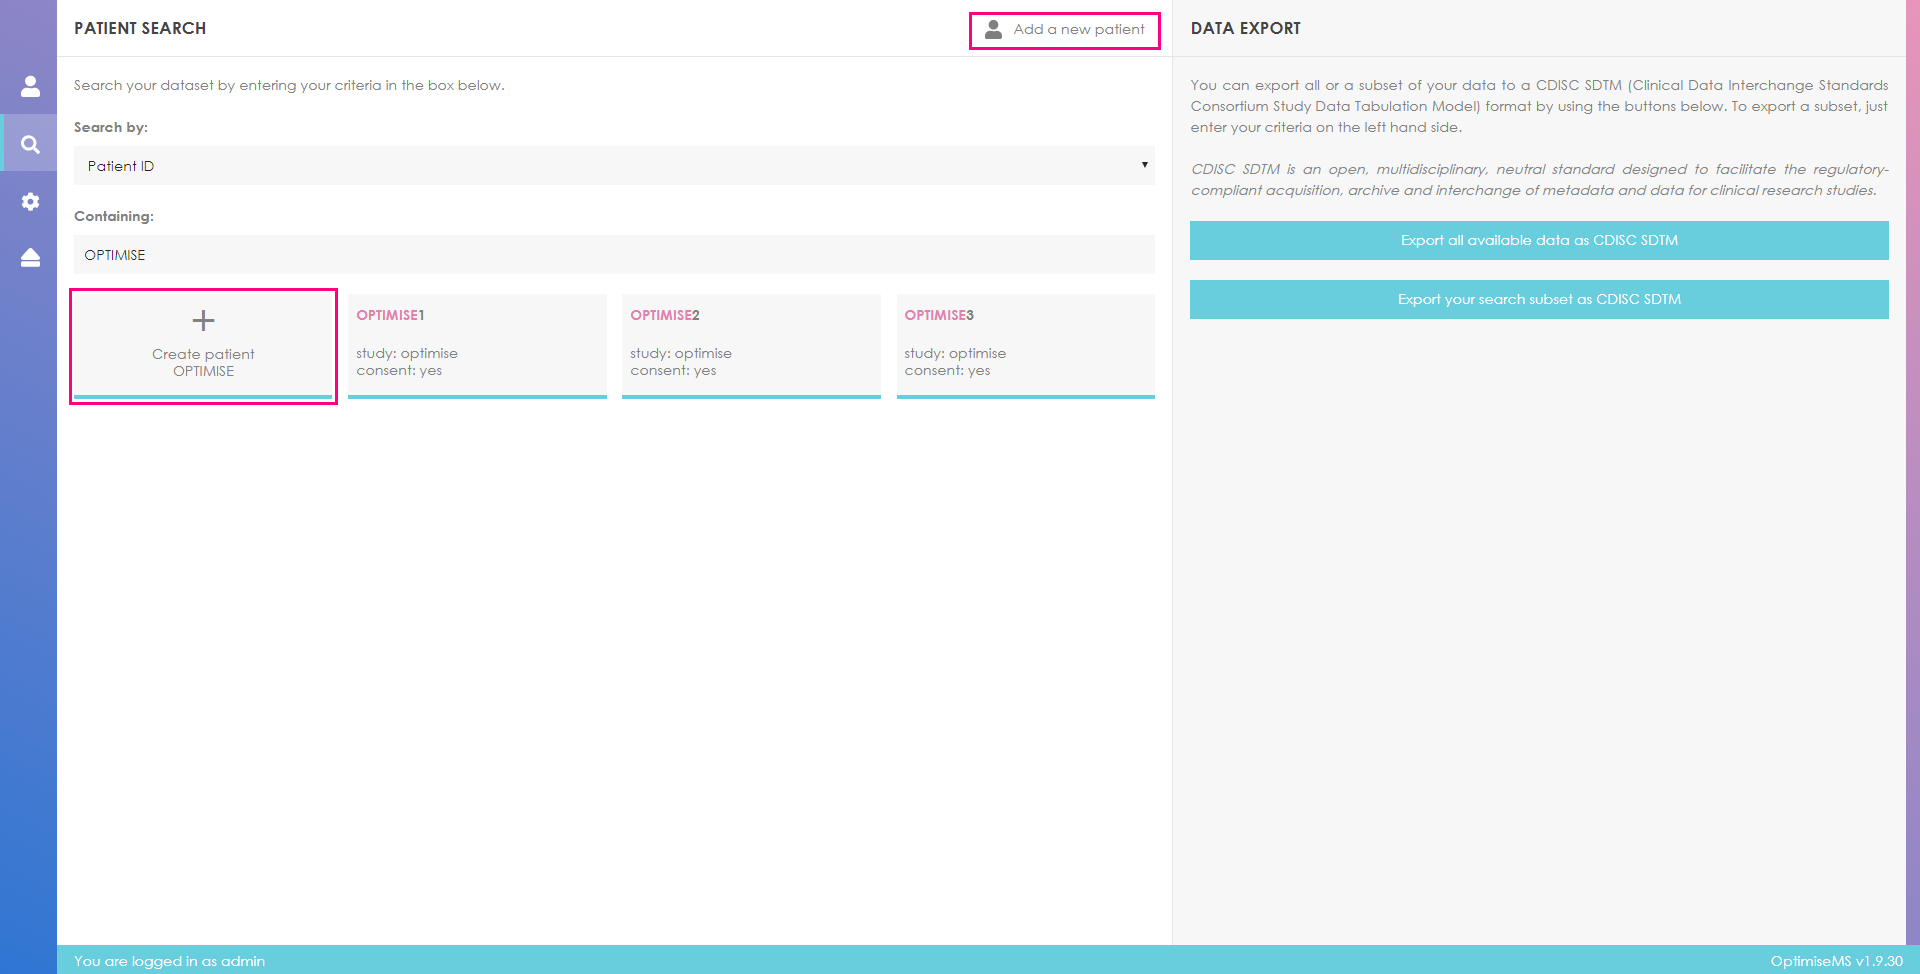 PATIENT SEARCH
Add a new patient
Search your dataset by entering your criteria in the box below.
Search by:
Patient ID
Containing:
OPTIMISE
Create patient
OPTIMISE
OPTIMISE1
study: optimise
consent: yes
OPTIMISE2
study: optimise
consent: yes
OPTIMISE3
study: optimise
consent: yes
DATA EXPORT
You can export all or a subset of your data to a CDISC SDTM (Clinical Data Interchange Standards
Consortium Study Data Tabulation Model) format by using the buttons below. To export a subset, just
enter your criteria on the left hand side.
CDISC SDTM is an open, multidisciplinary, neutral standard designed to facilitate the regulatory-
compliant acquisition, archive and interchange of metadata and data for clinical research studies.
Export all available data as CDISC SDTM
Export your search subset as CDISC SDTM
You are logged in as admin
OptimiseMS v1.9.30